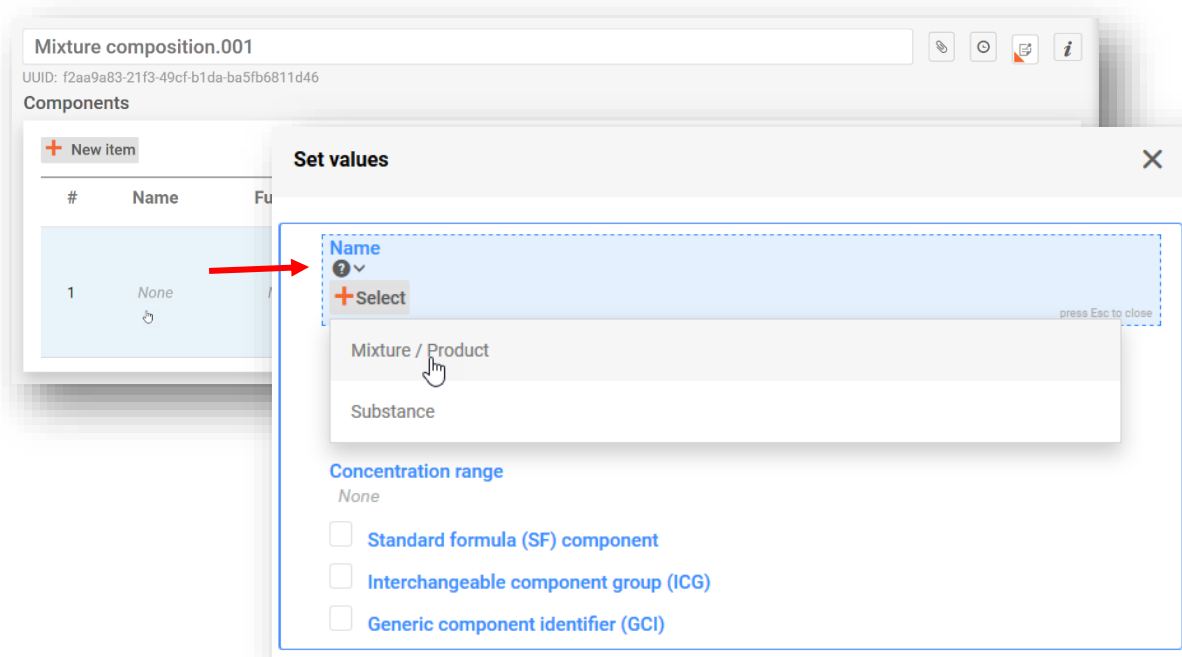 Mixture composition.001
UUID: f2aa9a83-21f3-49cf-b1da-ba5fb6811d46
Components
New item
# Name Fu
1 None
Set values
Name
Select
press Esc to close
Mixture / Product
Substance
Concentration range
None
Standard formula (SF) component
Interchangeable component group (ICG)
Generic component identifier (GCI)